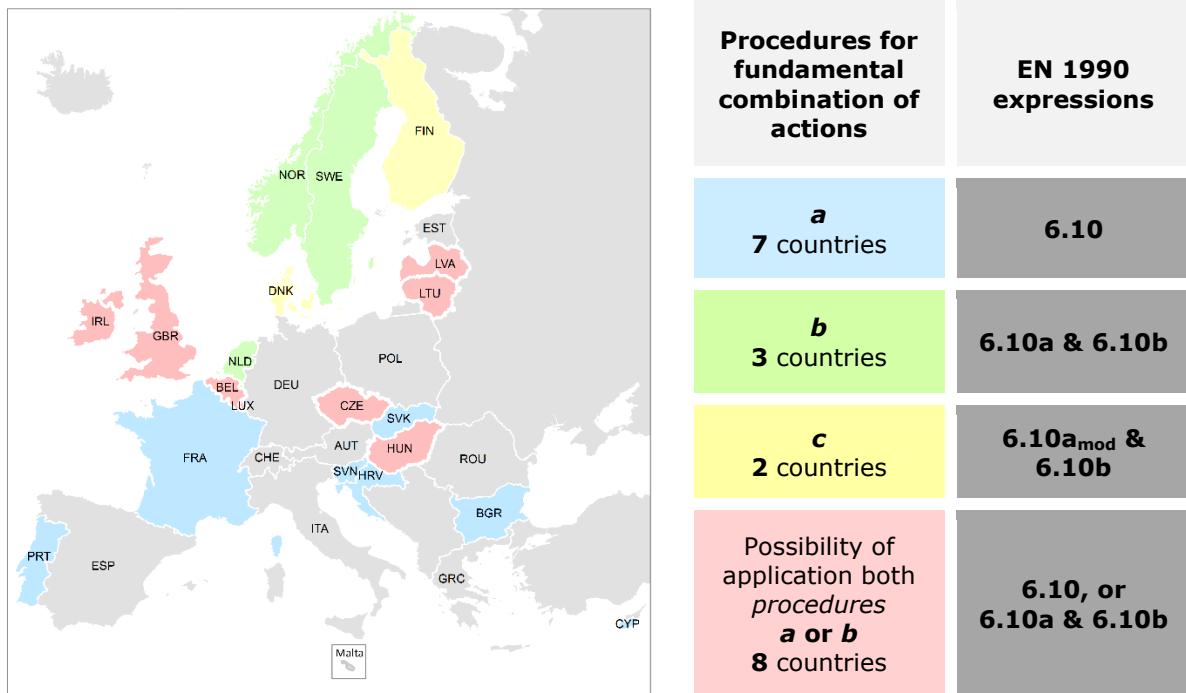 FIN
NOR
SWE
EST
LVA
LTU
DNK
IRL
GBR
NLD
POL
DEU
BEL
LUX
CZE
SVK
AUT
HUN
FRA
CHE
ROU
SVN
HRV
BGR
ITA
PRT
ESP
GRC
CYP
Malta
Procedures for
fundamental
combination of
actions
EN 1990
expressions
a
7 countries
6.10
b
3 countries
6.10a & 6.10b
c
2 countries
6.10amod &
6.10b
Possibility of
application both
procedures
a or b
8 countries
6.10, or
6.10a & 6.10b